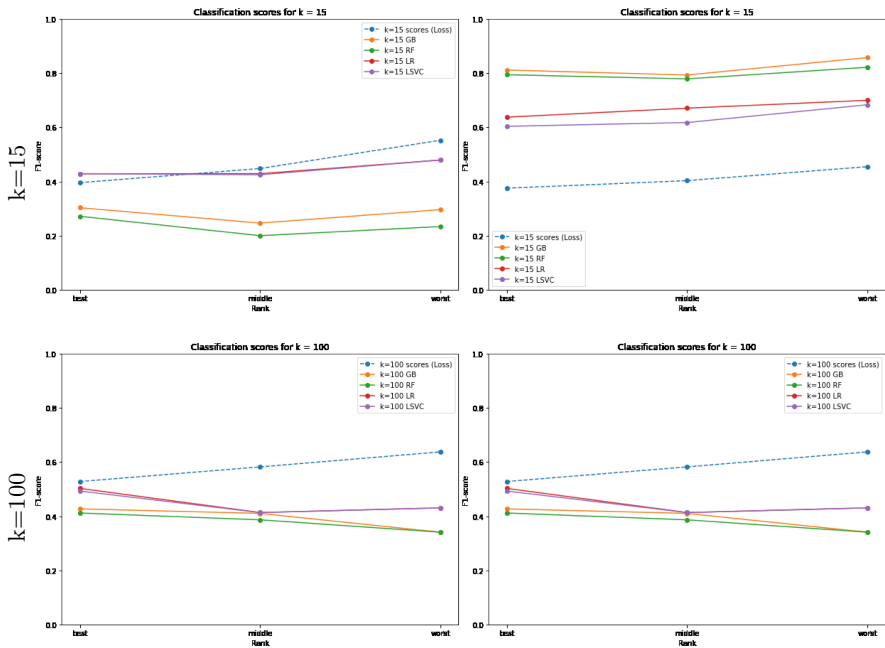 Classification scores for k = 15
k=15
F1-score
1.0
0.8
0.6
0.4
0.2
0.0
best
middle
worst
Rank
k=15 scores (Loss)
k=15 GB
k=15 RF
k=15 LR
k=15 LSVC
Classification scores for k = 15
F1-score
1.0
0.8
0.6
0.4
0.2
0.0
best
middle
worst
Rank
k=15 scores (Loss)
k=15 GB
k=15 RF
k=15 LR
k=15 LSVC
Classification scores for k = 100
k=100
F1-score
1.0
0.8
0.6
0.4
0.2
0.0
best
middle
worst
Rank
k=100 scores (Loss)
k=100 GB
k=100 RF
k=100 LR
k=100 LSVC
Classification scores for k = 100
F1-score
1.0
0.8
0.6
0.4
0.2
0.0
best
middle
worst
Rank
k=100 scores (Loss)
k=100 GB
k=100 RF
k=100 LR
k=100 LSVC